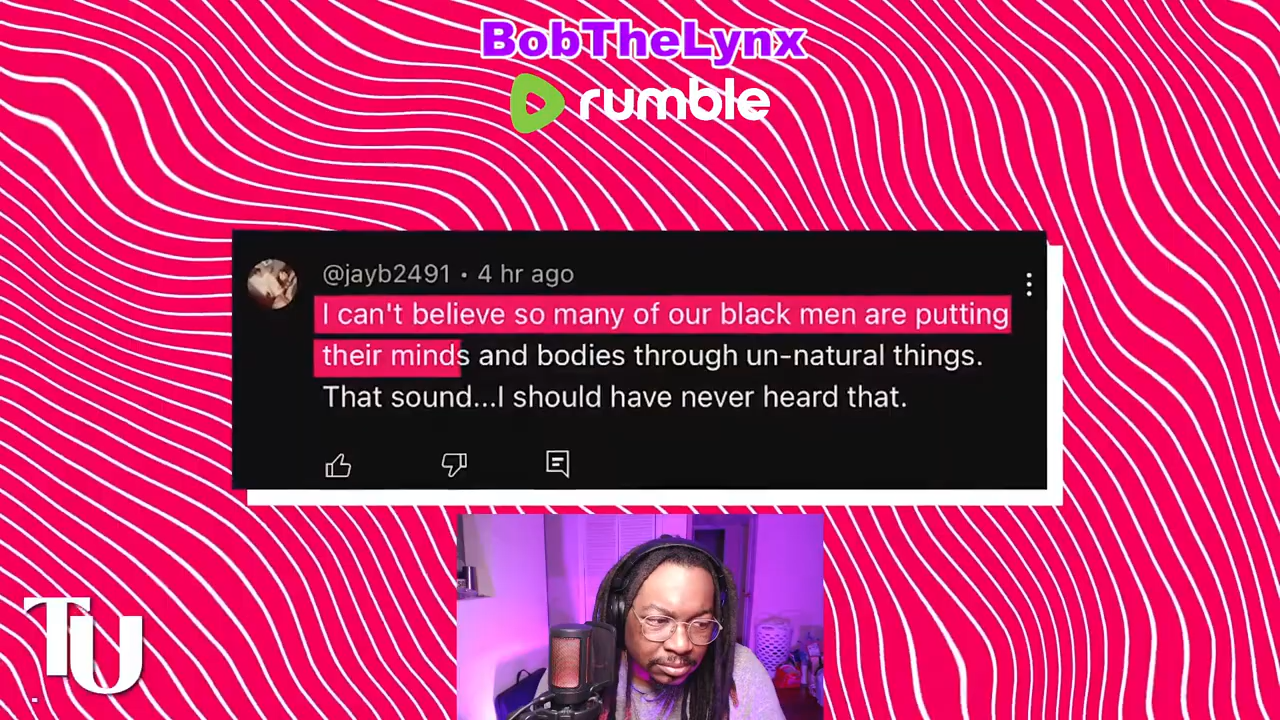 BobTheLynx
rumble
@jayb2491 • 4 hr ago
I can't believe so many of our black men are putting
their minds and bodies through un-natural things.
That sound...I should have never heard that.
TU